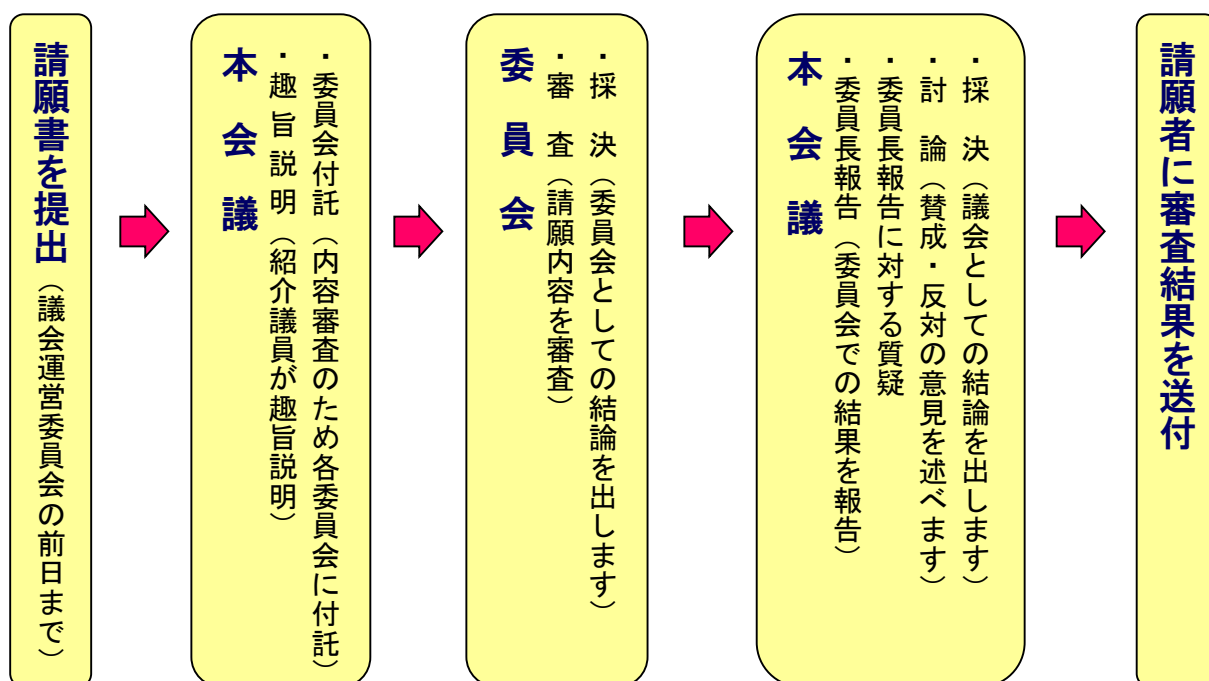 請願書を提出（議会運営委員会の前日まで）
本会議
・趣旨説明（紹介議員が趣旨説明）
・委員会付託（内容審査のため各委員会に付託）
委員会
・審　査（請願内容を審査）
・採　決（委員会としての結論を出します）
本会議
・委員長報告（委員会での結果を報告）
・委員長報告に対する質疑
・討　論（賛成・反対の意見を述べます）
・採　決（議会としての結論を出します）
請願者に審査結果を送付